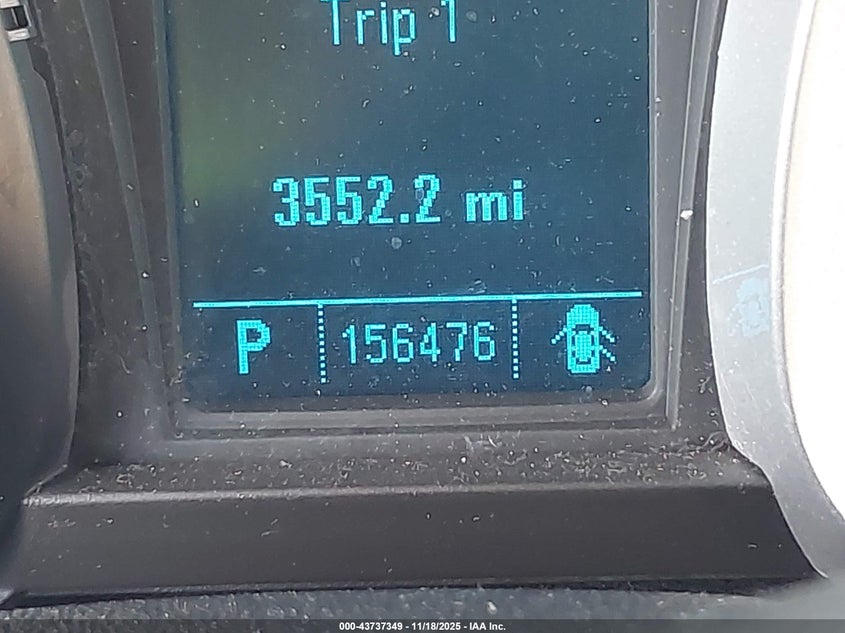 Trip 1
3552.2 mi
P 156476
000-43737349 - 11/18/2025 - IAA Inc.